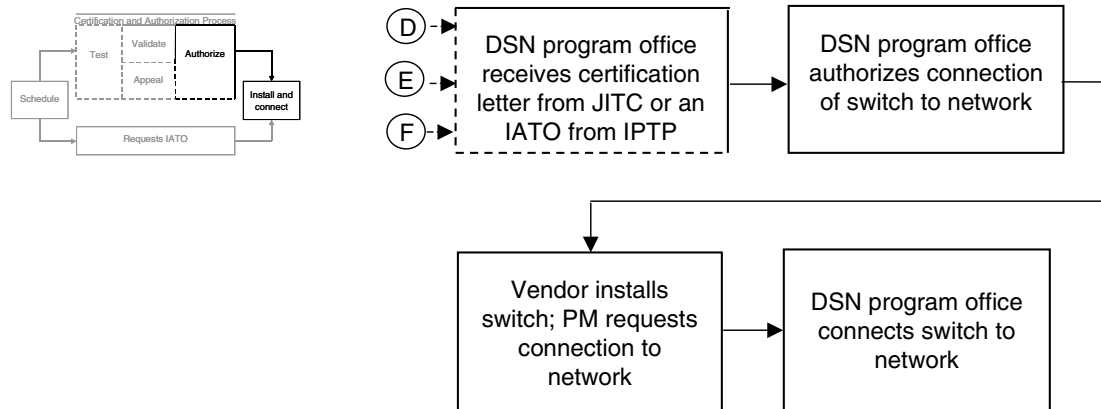 Certification and Authorization Process
Test
Validate
Appeal
Authorize
Schedule
Install and
connect
Requests IATO
D
E
F
DSN program office
receives certification
letter from JITC or an
IATO from IPTP
DSN program office
authorizes connection
of switch to network
Vendor installs
switch; PM requests
connection to
network
DSN program office
connects switch to
network